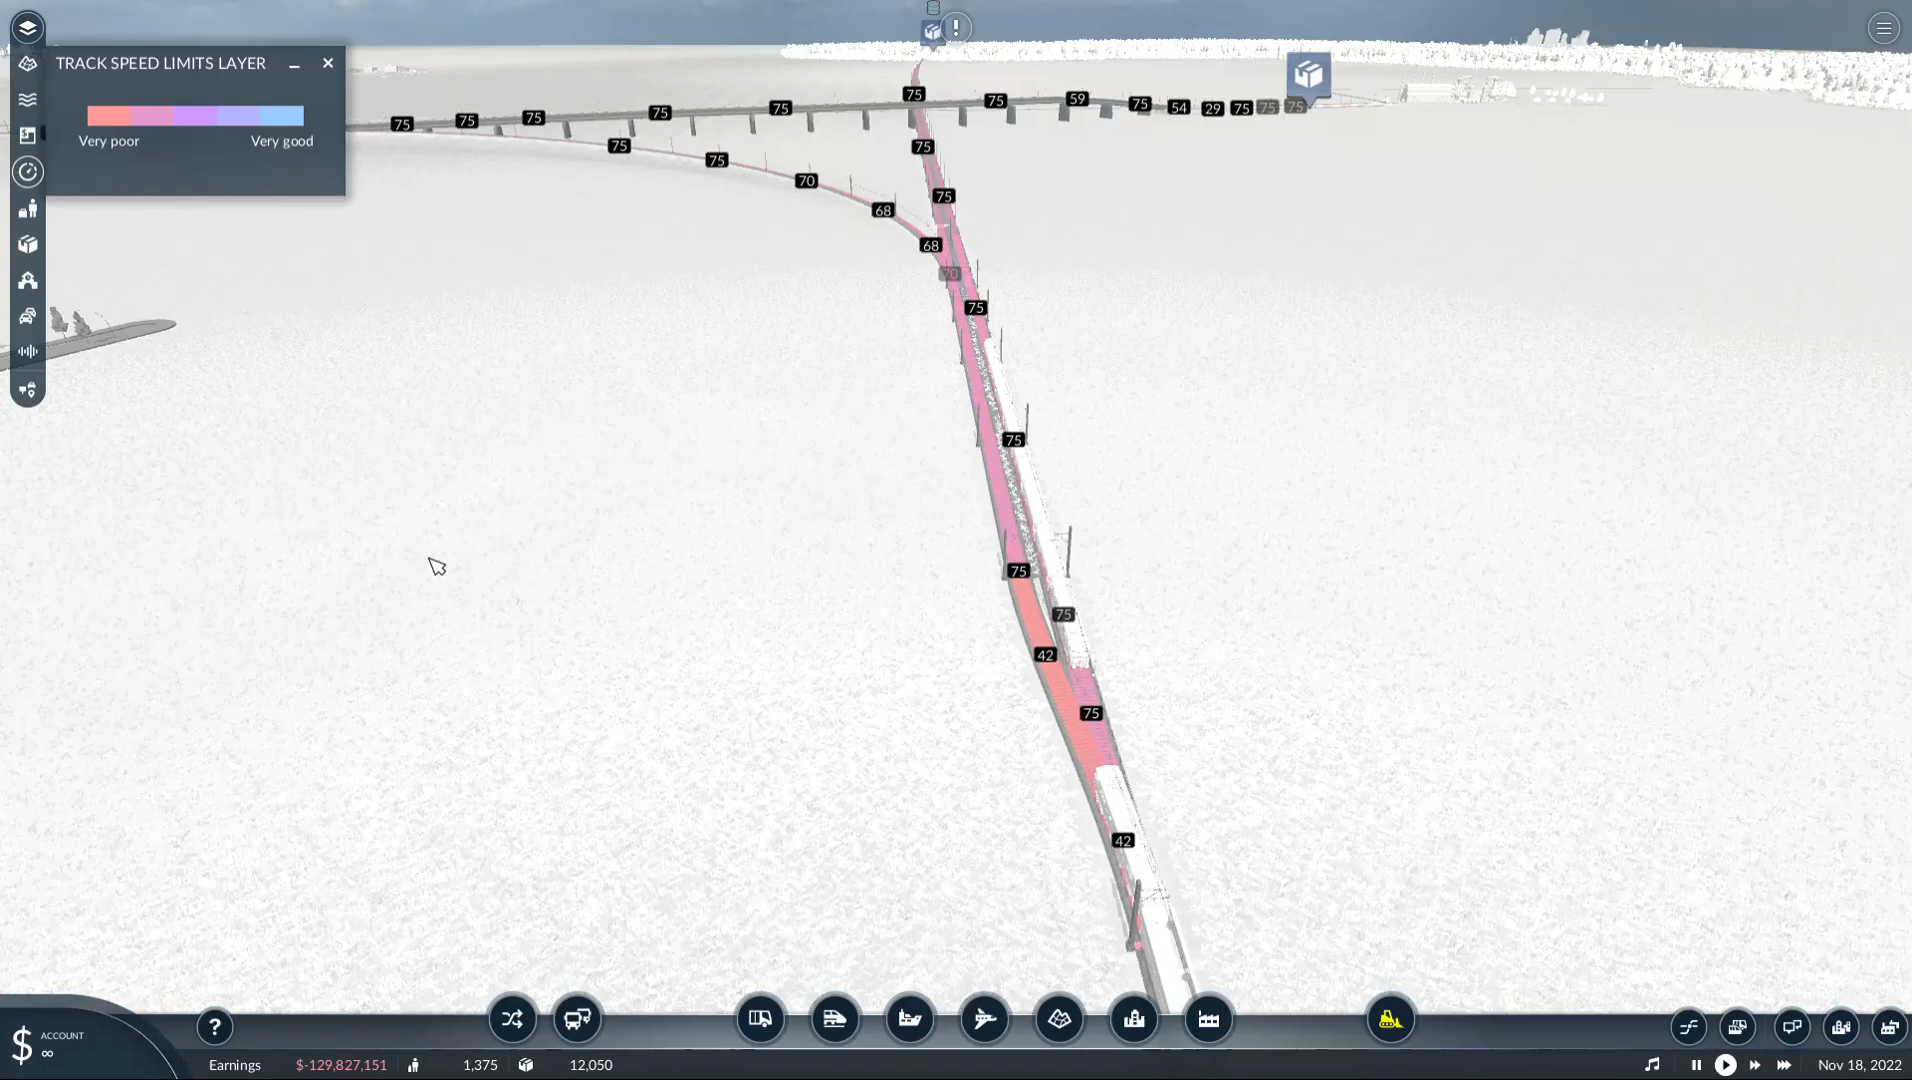 TRACK SPEED LIMITS LAYER
Very poor Very good
!
75 75 75 75 75 75 75 59 75 54 29 75 75 75
75 75 70 68 68 70
75
75
75
75
75
75
42
75
42
?
$ ACCOUNT
∞
Earnings $-129,827,151 1,375 12,050 Nov 18, 2022